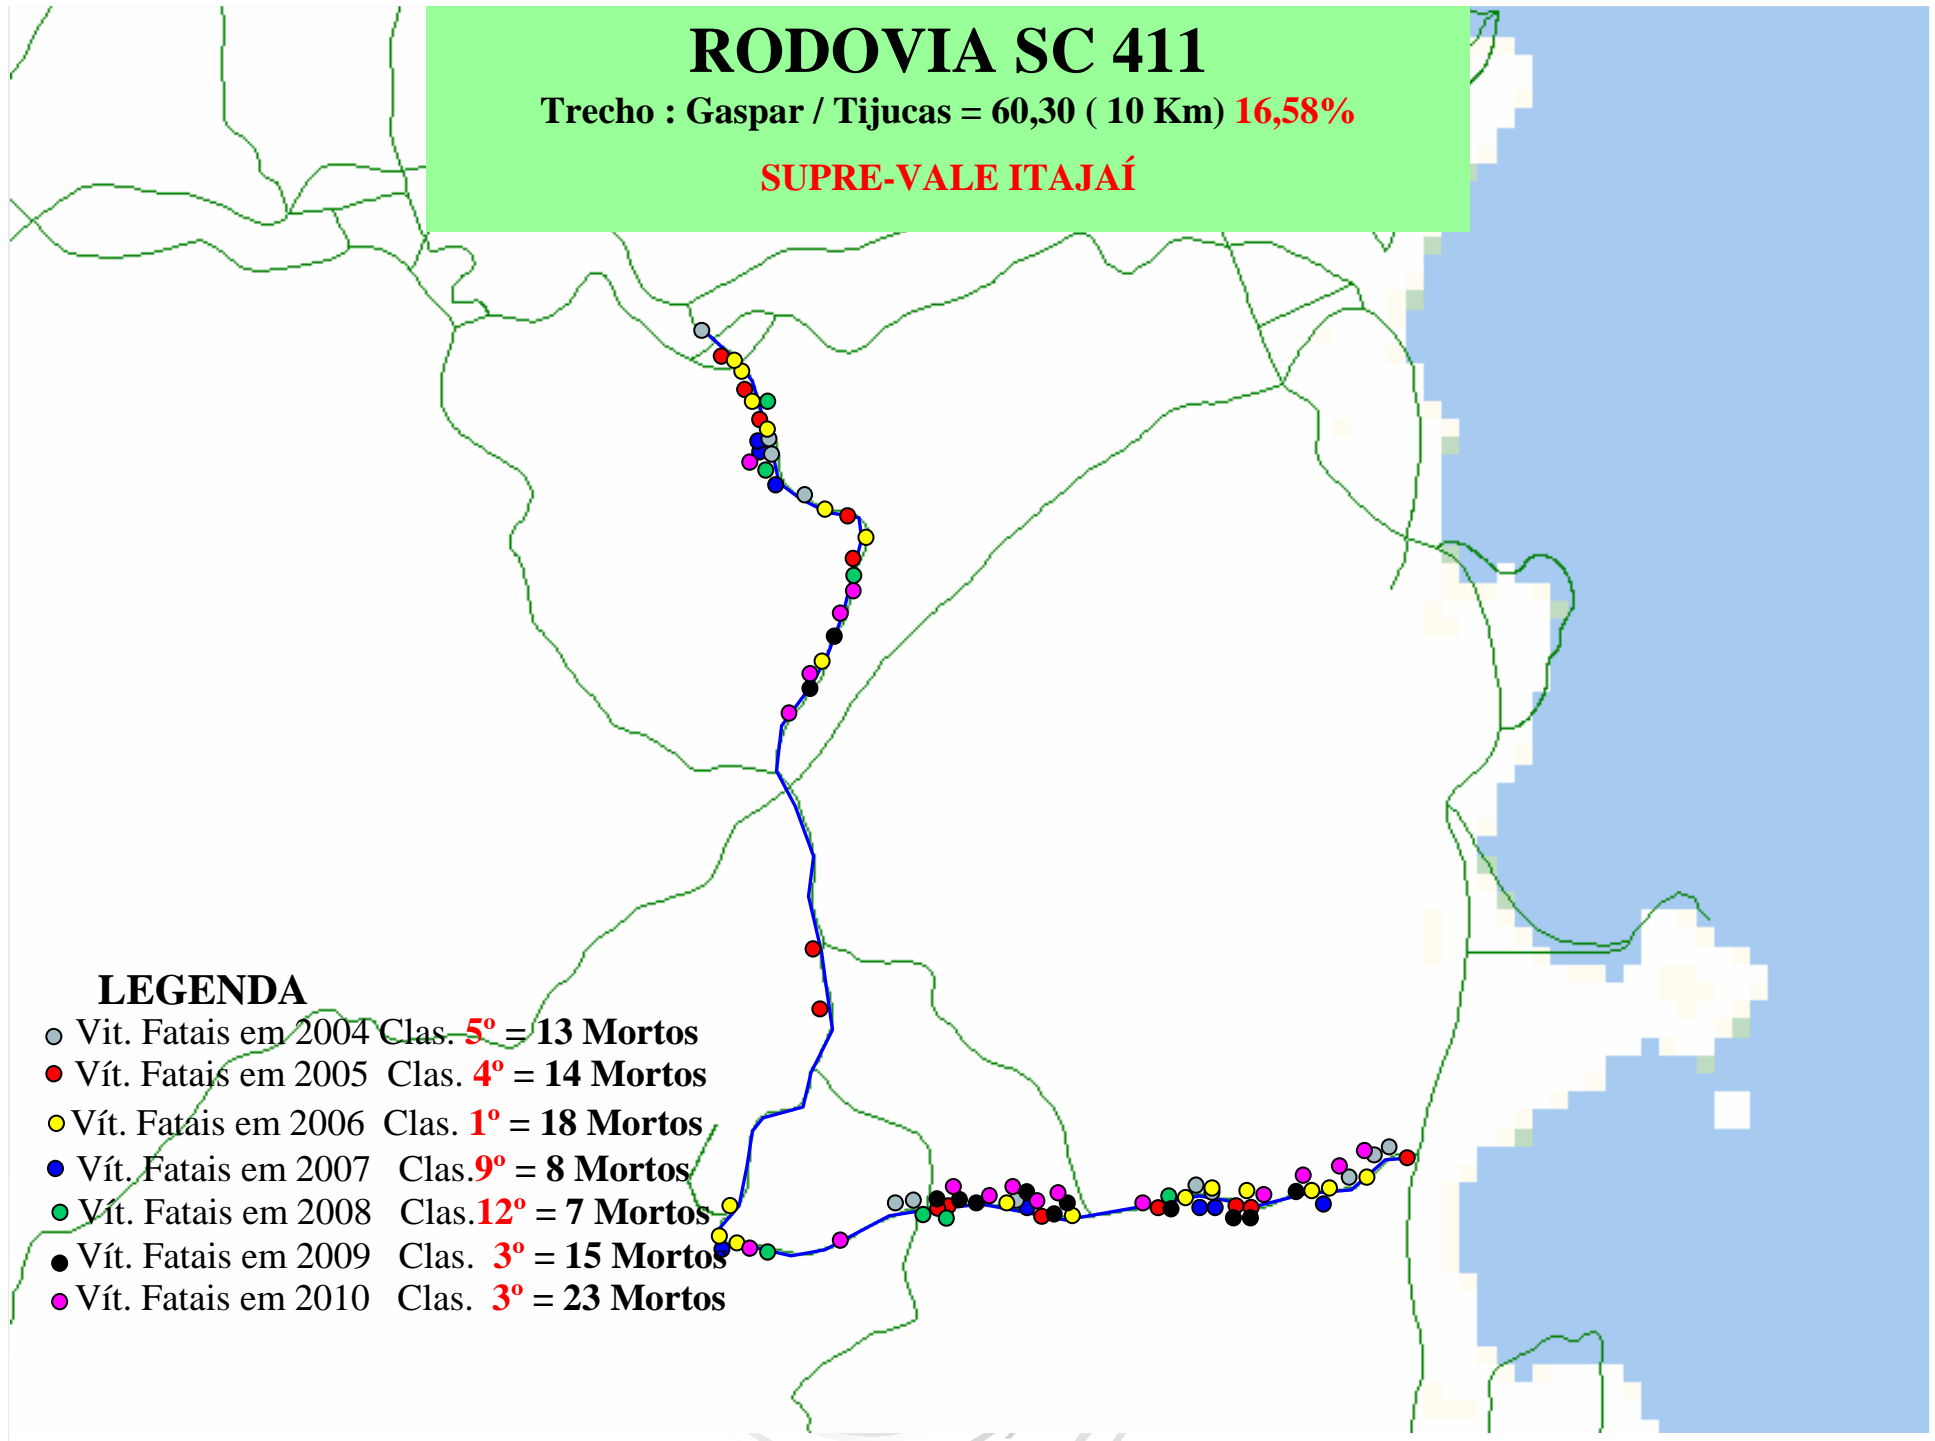 RODOVIA SC 411
Trecho : Gaspar / Tijucas = 60,30 ( 10 Km) 16,58%
SUPRE-VALE ITAJAÍ
LEGENDA
Vit. Fatais em 2004 Clas. 5º = 13 Mortos
Vít. Fatais em 2005 Clas. 4º = 14 Mortos
Vít. Fatais em 2006 Clas. 1º = 18 Mortos
Vít. Fatais em 2007 Clas.9º = 8 Mortos
Vít. Fatais em 2008 Clas.12º = 7 Mortos
Vít. Fatais em 2009 Clas. 3º = 15 Mortos
Vít. Fatais em 2010 Clas. 3º = 23 Mortos